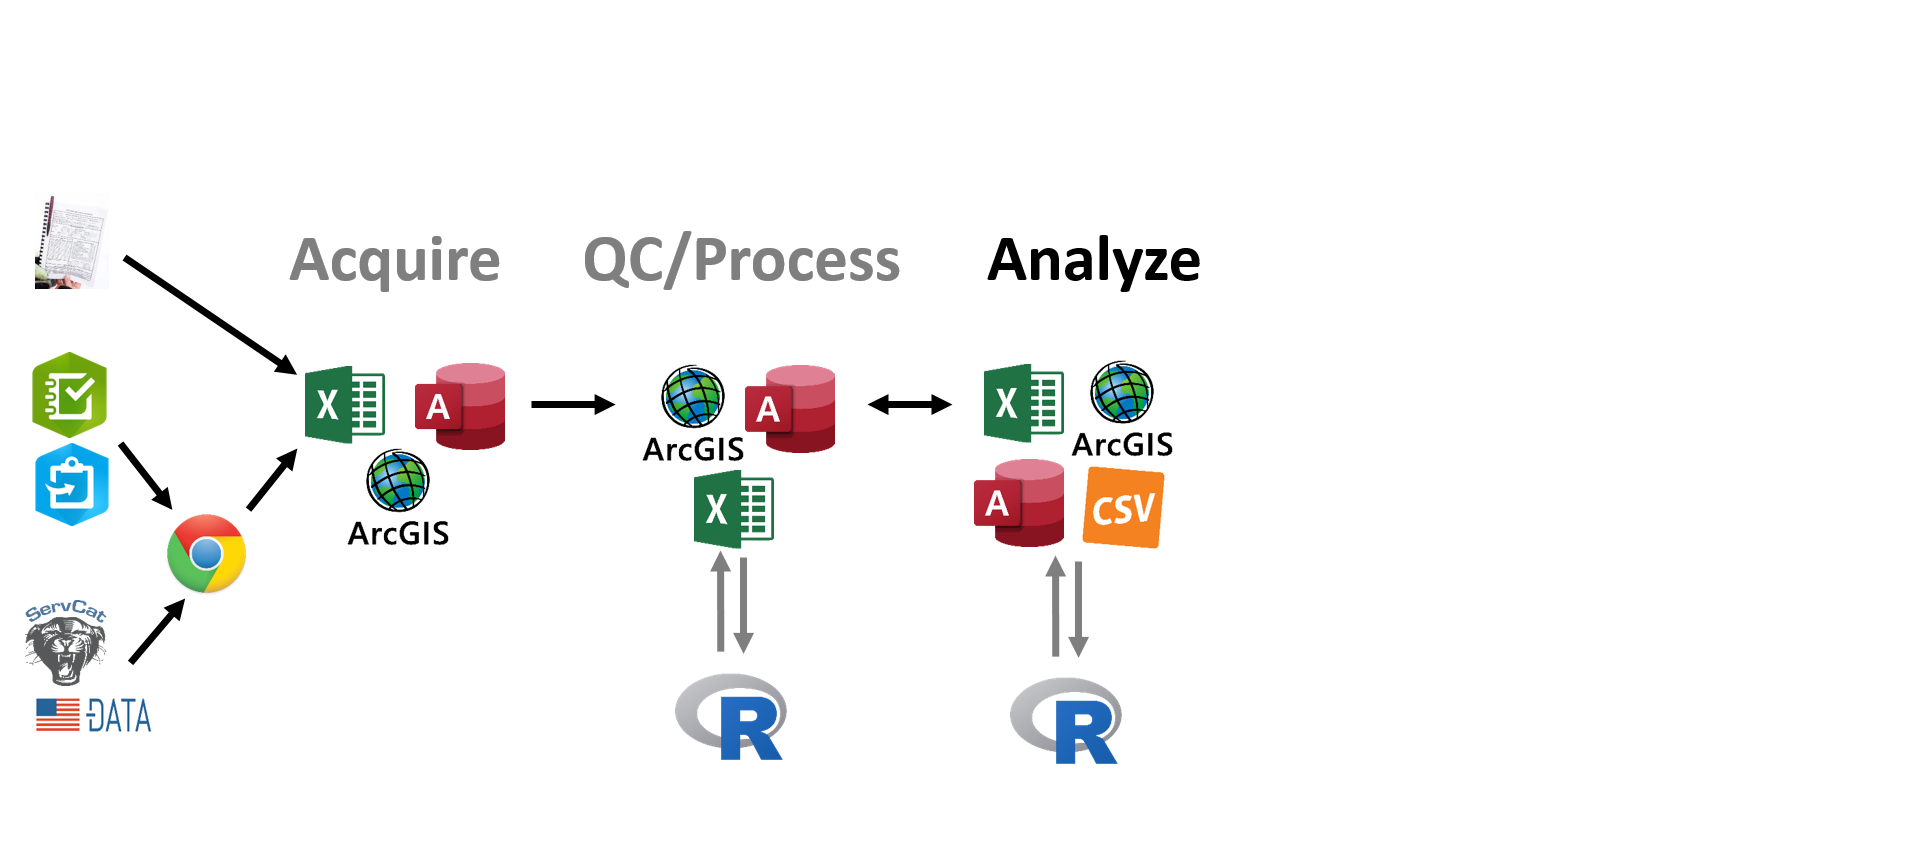 Acquire
QC/Process
Analyze
X
A
ArcGIS
ArcGIS
A
X
X
ArcGIS
A
CSV
ServCat
DATA
R
R